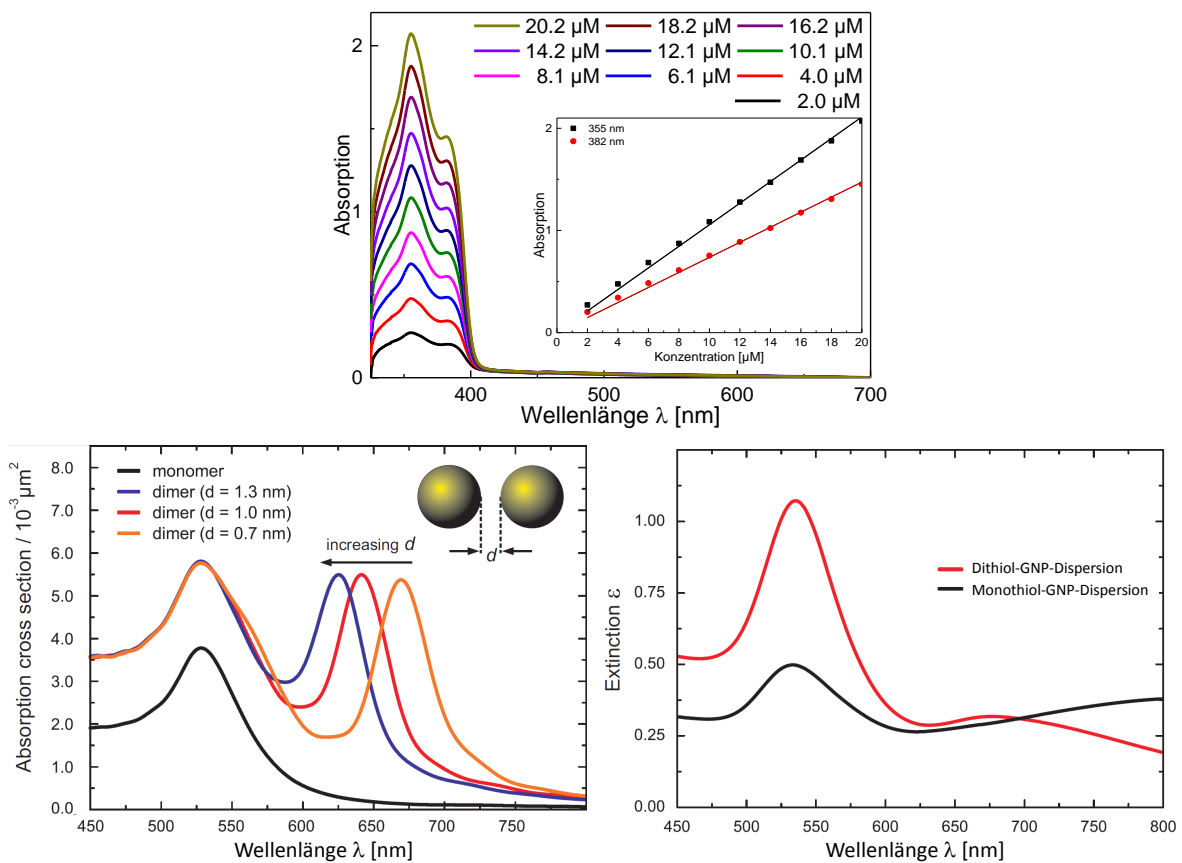 20.2 µM 18.2 µM 16.2 µM
14.2 µM 12.1 µM 10.1 µM
8.1 µM 6.1 µM 4.0 µM
2.0 µM
2
1
0
Absorption
400 500 600 700
Wellenlänge λ [nm]
355 nm
382 nm
2
1
0
Absorption
0 2 4 6 8 10 12 14 16 18 20
Konzentration [µM]
8.0
7.0
6.0
5.0
4.0
3.0
2.0
1.0
0.0
Absorption cross section / 10⁻³ µm²
monomer
dimer (d = 1.3 nm)
dimer (d = 1.0 nm)
dimer (d = 0.7 nm)
increasing d
d
450 500 550 600 650 700 750
Wellenlänge λ [nm]
1.00
0.75
0.50
0.25
0.00
Extinction ε
Dithiol-GNP-Dispersion
Monothiol-GNP-Dispersion
450 500 550 600 650 700 750 800
Wellenlänge λ [nm]